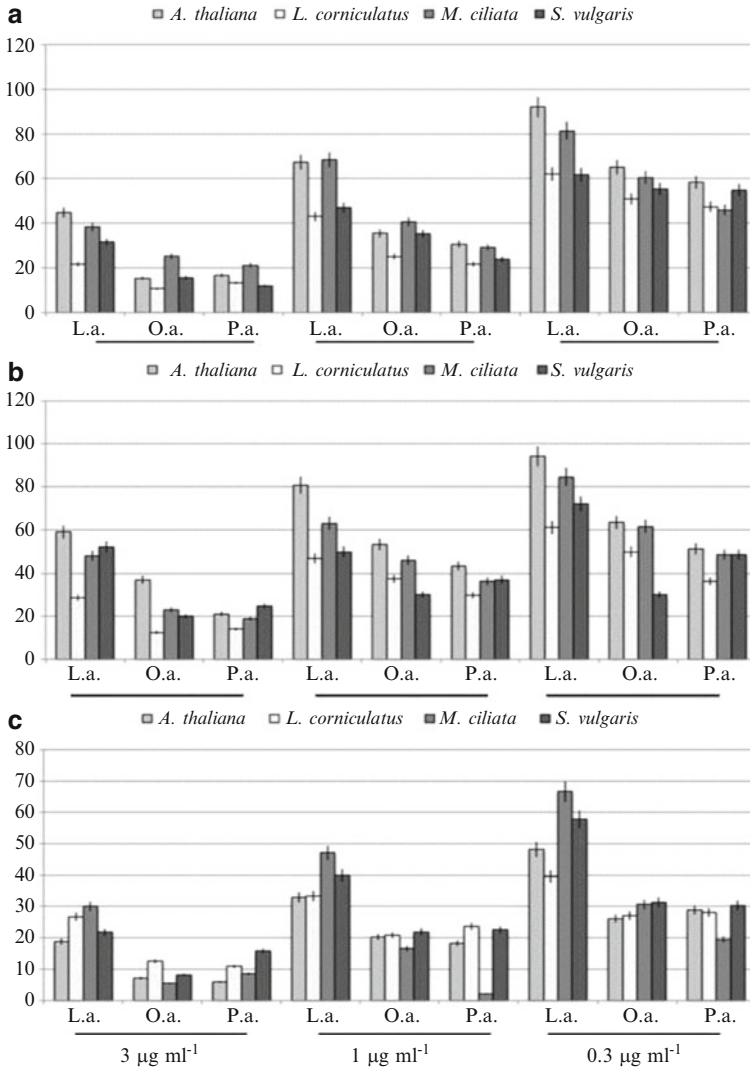 a
A. thaliana L. corniculatus M. ciliata S. vulgaris
120
100
80
60
40
20
0
L.a. O.a. P.a. L.a. O.a. P.a. L.a. O.a. P.a.
b
A. thaliana L. corniculatus M. ciliata S. vulgaris
120
100
80
60
40
20
0
L.a. O.a. P.a. L.a. O.a. P.a. L.a. O.a. P.a.
c
A. thaliana L. corniculatus M. ciliata S. vulgaris
80
70
60
50
40
30
20
10
0
L.a. O.a. P.a. L.a. O.a. P.a. L.a. O.a. P.a.
3 µg ml⁻¹ 1 µg ml⁻¹ 0.3 µg ml⁻¹